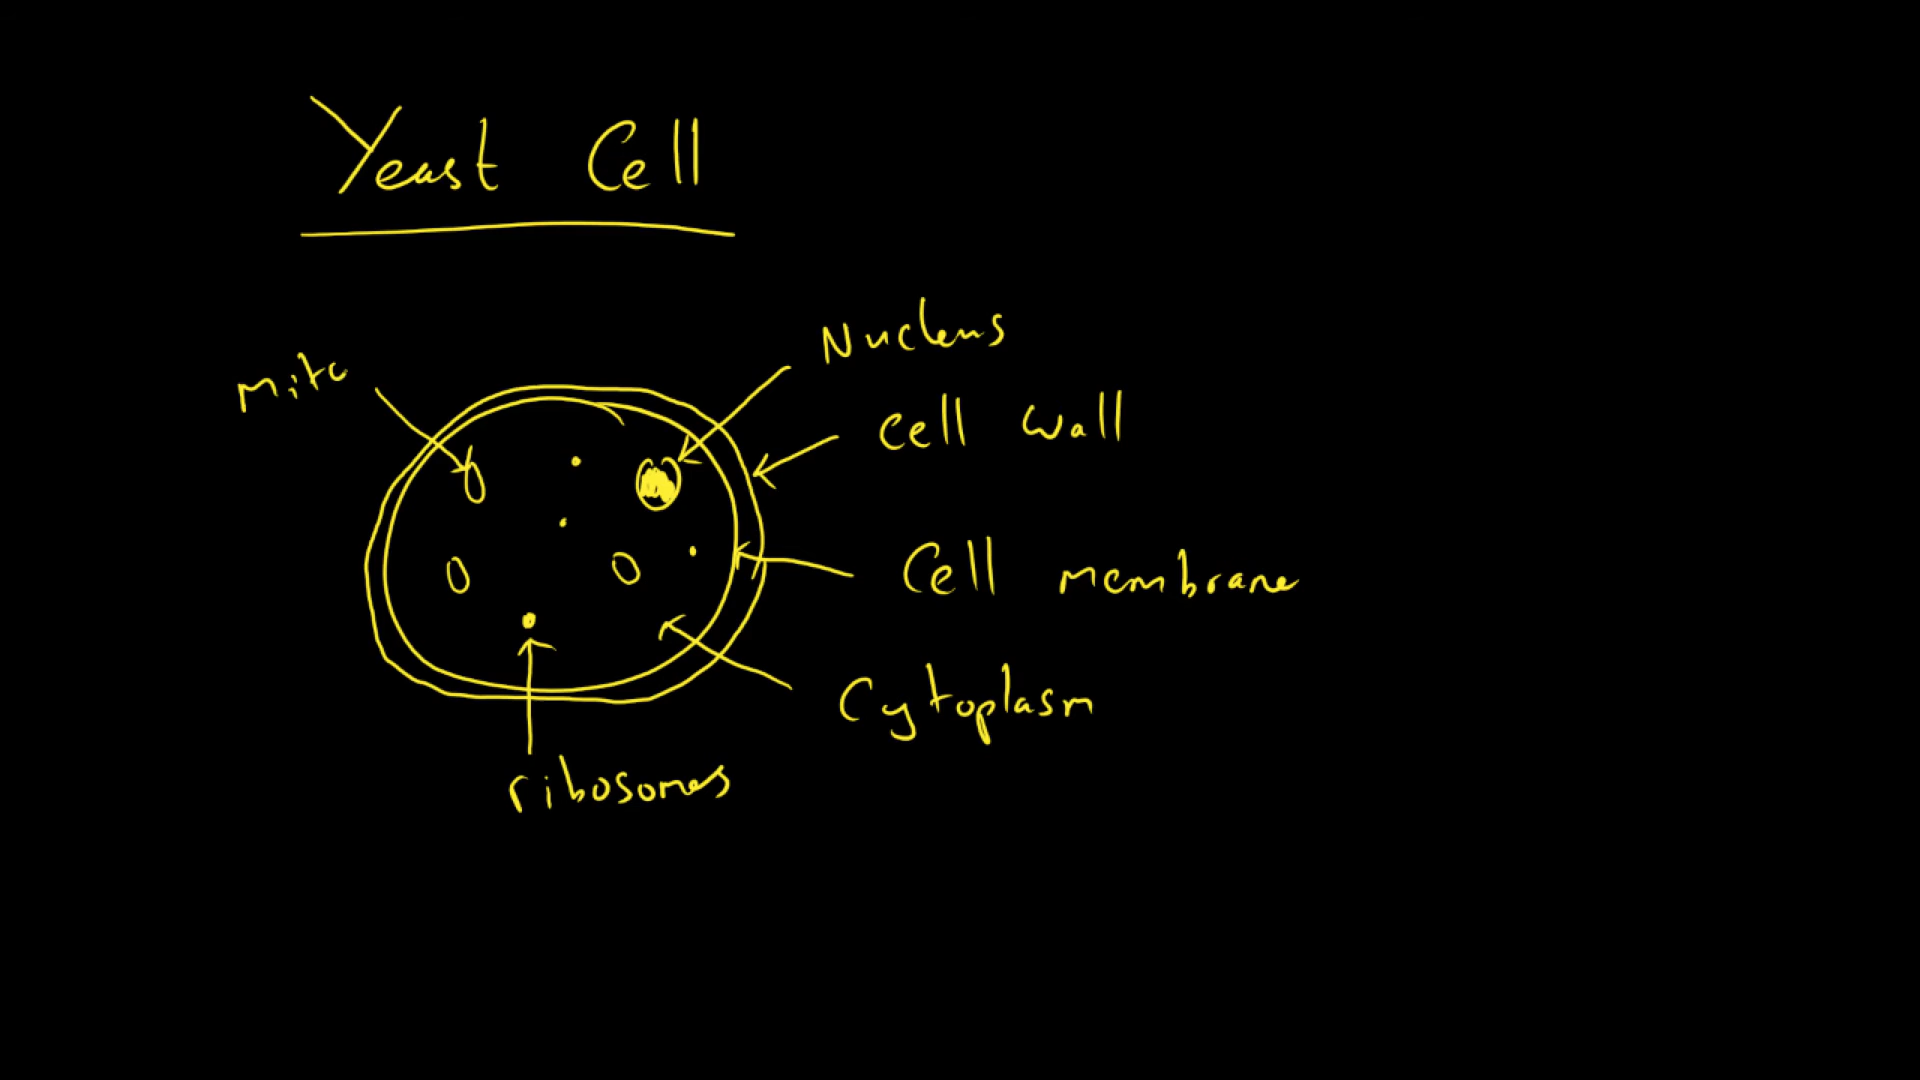 Yeast Cell
Nucleus
Mito
cell wall
Cell membrane
Cytoplasm
ribosomes